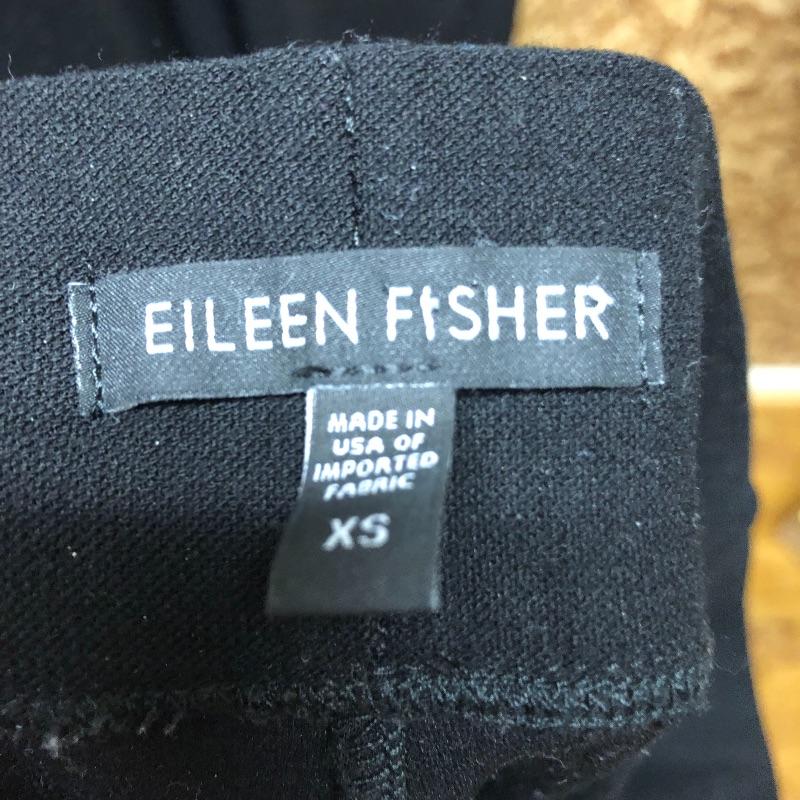 EILEEN FISHER
MADE IN
USA OF
IMPORTED
FABRIC
XS